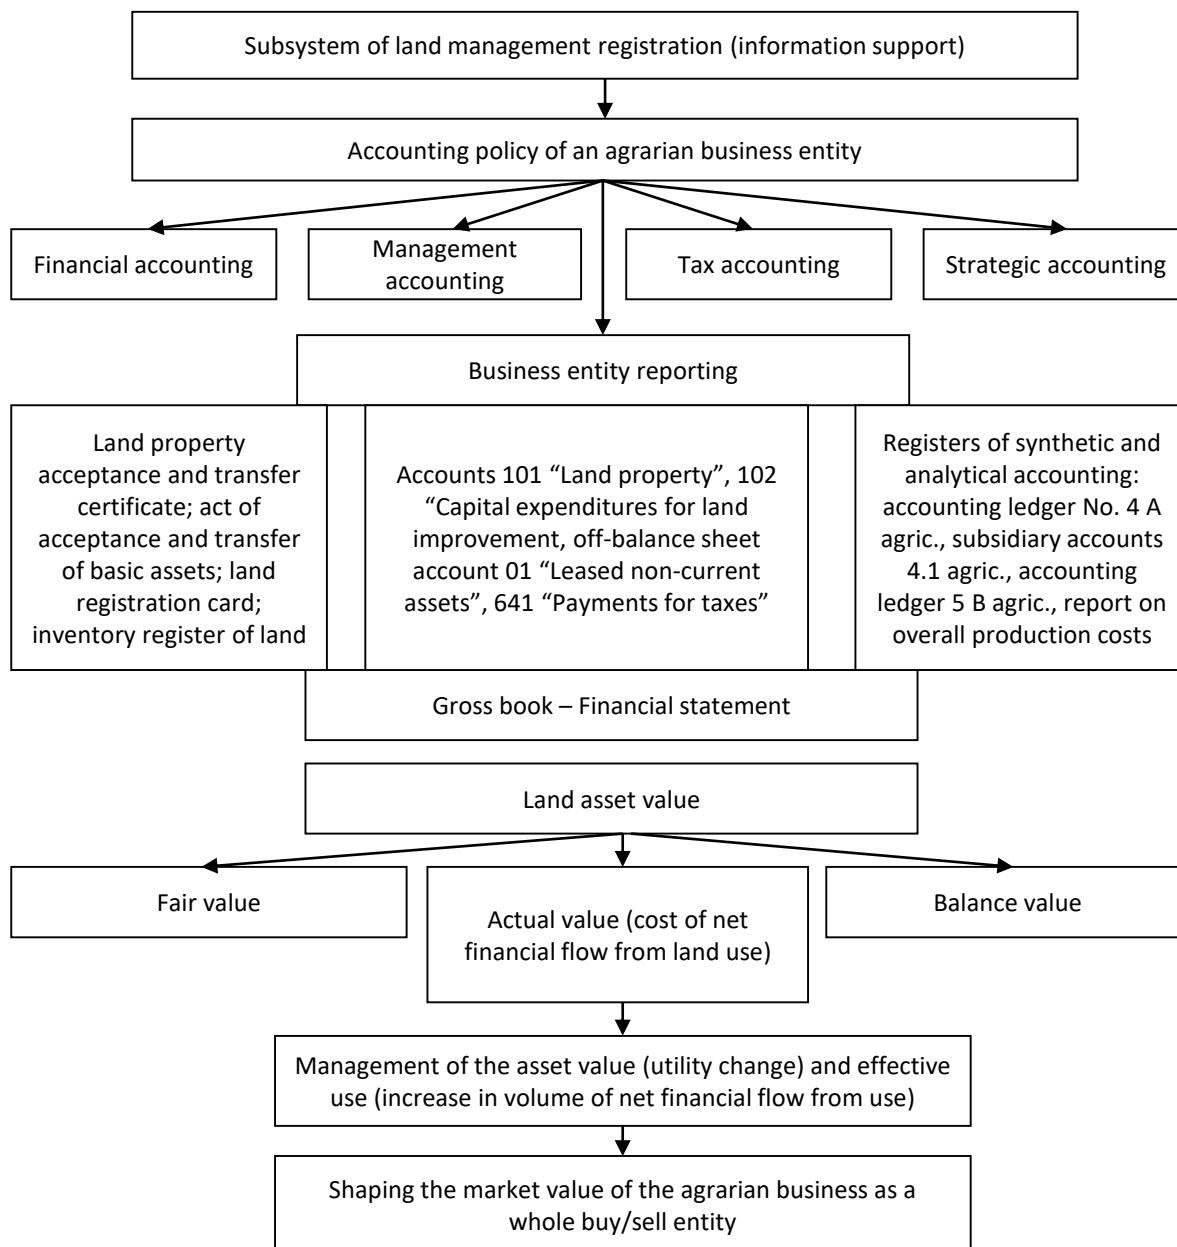 Subsystem of land management registration (information support)
Accounting policy of an agrarian business entity
Financial accounting
Management
accounting
Tax accounting
Strategic accounting
Business entity reporting
Land property
acceptance and transfer
certificate; act of
acceptance and transfer
of basic assets; land
registration card;
inventory register of land
Accounts 101 “Land property”, 102
“Capital expenditures for land
improvement, off-balance sheet
account 01 “Leased non-current
assets”, 641 “Payments for taxes”
Registers of synthetic and
analytical accounting:
accounting ledger No. 4 A
agric., subsidiary accounts
4.1 agric., accounting
ledger 5 B agric., report on
overall production costs
Gross book – Financial statement
Land asset value
Fair value
Actual value (cost of net
financial flow from land use)
Balance value
Management of the asset value (utility change) and effective
use (increase in volume of net financial flow from use)
Shaping the market value of the agrarian business as a
whole buy/sell entity